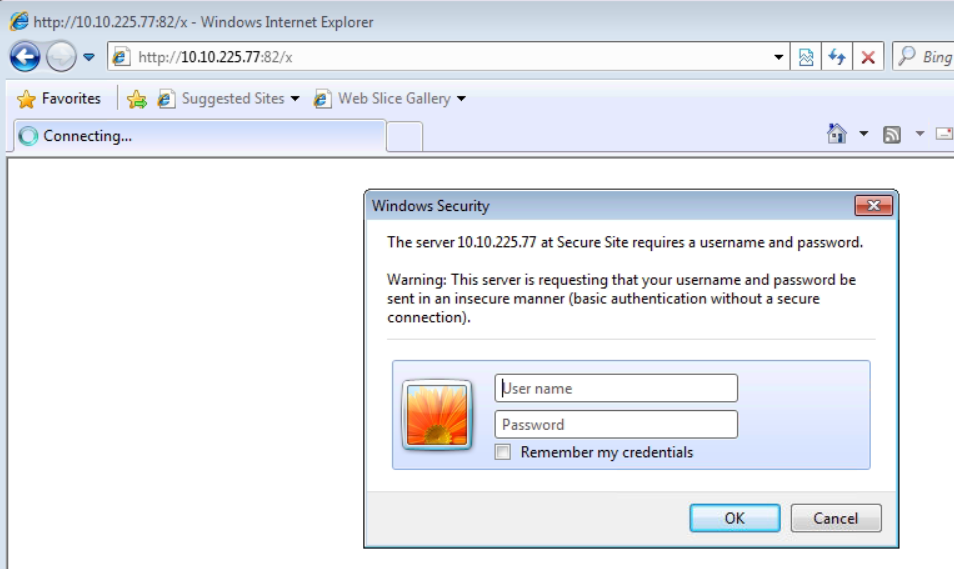 http://10.10.225.77:82/x - Windows Internet Explorer
http://10.10.225.77:82/x
Bing
Favorites
Suggested Sites
Web Slice Gallery
Connecting...
Windows Security
The server 10.10.225.77 at Secure Site requires a username and password.
Warning: This server is requesting that your username and password be
sent in an insecure manner (basic authentication without a secure
connection).
User name
Password
Remember my credentials
OK
Cancel